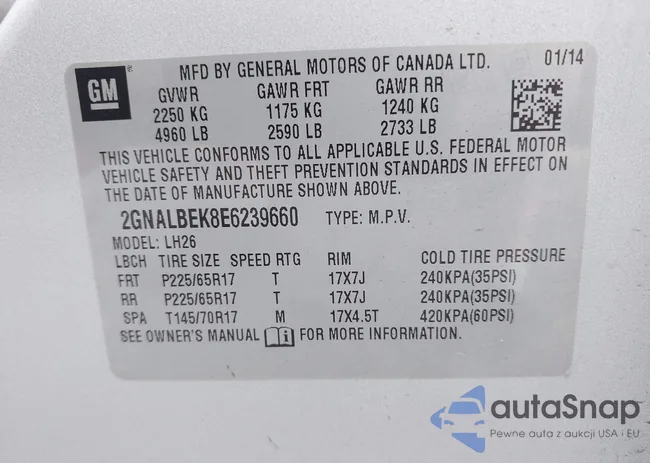 MFD BY GENERAL MOTORS OF CANADA LTD. 01/14
GM
GVWR GAWR FRT GAWR RR
2250 KG 1175 KG 1240 KG
4960 LB 2590 LB 2733 LB
THIS VEHICLE CONFORMS TO ALL APPLICABLE U.S. FEDERAL MOTOR
VEHICLE SAFETY AND THEFT PREVENTION STANDARDS IN EFFECT ON
THE DATE OF MANUFACTURE SHOWN ABOVE.
2GNALBEK8E6239660 TYPE: M.P.V.
MODEL: LH26
LBCH TIRE SIZE SPEED RTG RIM COLD TIRE PRESSURE
FRT P225/65R17 T 17X7J 240KPA(35PSI)
RR P225/65R17 T 17X7J 240KPA(35PSI)
SPA T145/70R17 M 17X4.5T 420KPA(60PSI)
SEE OWNER'S MANUAL FOR MORE INFORMATION.
autaSnap
Pewne auta z aukcji USA i EU